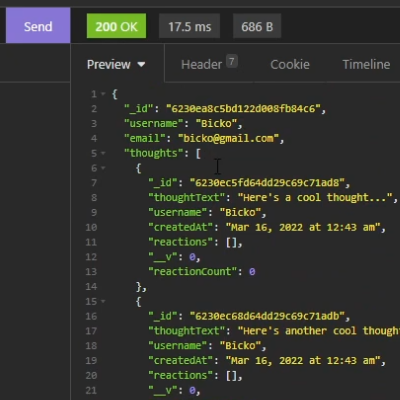 Send 200 OK 17.5 ms 686 B
Preview Header 7 Cookie Timeline
1 {
2 "_id": "6230ea8c5bd122d008fb84c6",
3 "username": "Bicko",
4 "email": "bicko@gmail.com",
5 "thoughts": [
6 {
7 "_id": "6230ec5fd64dd29c69c71ad8",
8 "thoughtText": "Here's a cool thought...",
9 "username": "Bicko",
10 "createdAt": "Mar 16, 2022 at 12:43 am",
11 "reactions": [],
12 "__v": 0,
13 "reactionCount": 0
14 },
15 {
16 "_id": "6230ec68d64dd29c69c71adb",
17 "thoughtText": "Here's another cool though
18 "username": "Bicko",
19 "createdAt": "Mar 16, 2022 at 12:43 am",
20 "reactions": [],
21 "__v": 0,